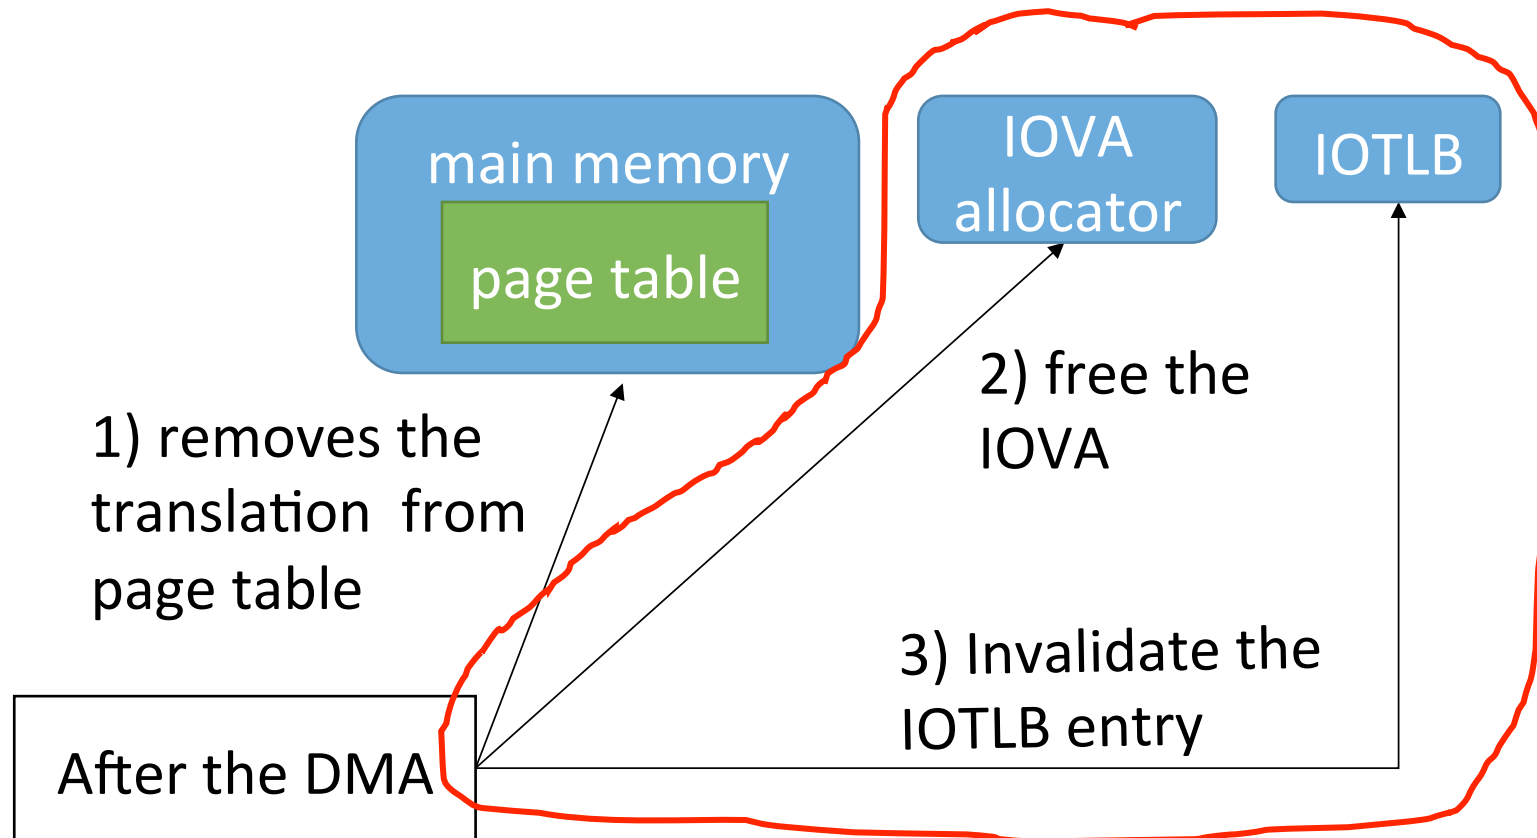 main memory
page table
IOVA
allocator
IOTLB
1) removes the
translation from
page table
2) free the
IOVA
3) Invalidate the
IOTLB entry
After the DMA